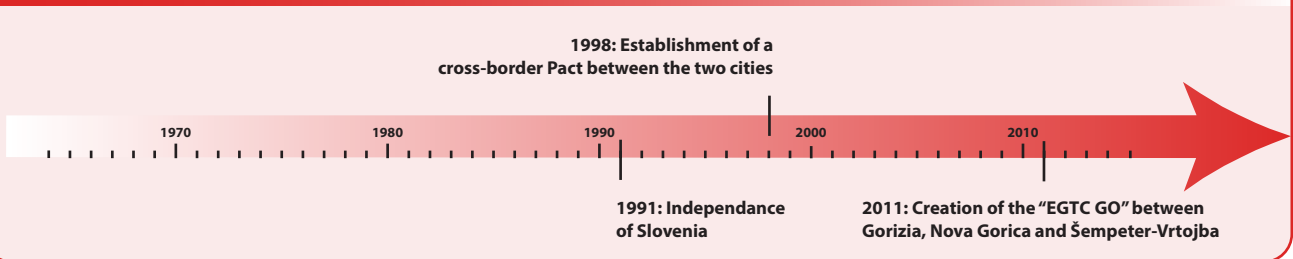 1998: Establishment of a
cross-border Pact between the two cities
1970 1980 1990 2000 2010
1991: Independance
of Slovenia
2011: Creation of the “EGTC GO” between
Gorizia, Nova Gorica and Šempeter-Vrtojba